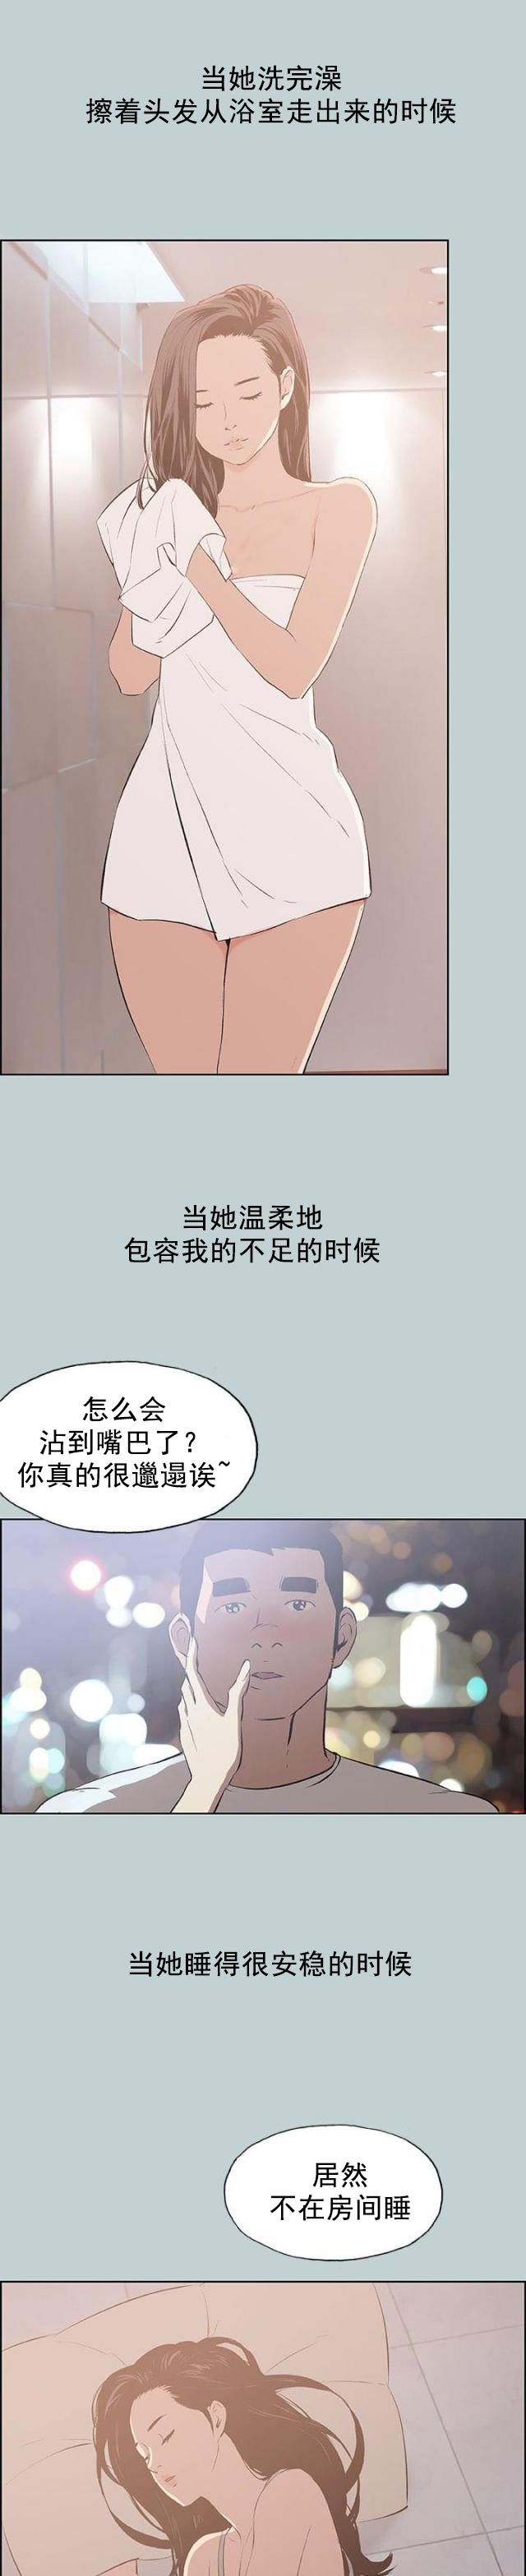 当她洗完澡
擦着头发从浴室走出来的时候
当她温柔地
包容我的不足的时候
怎么会
沾到嘴巴了?
你真的很邋遢诶~
当她睡得很安稳的时候
居然
不在房间睡